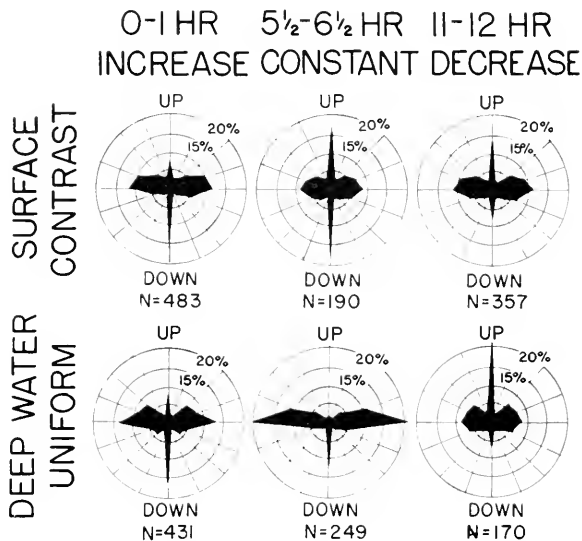 0-1 HR 5½-6½ HR 11-12 HR
INCREASE CONSTANT DECREASE
SURFACE
CONTRAST
UP UP UP
20% 20% 20%
15% 15% 15%
DOWN DOWN DOWN
N=483 N=190 N=357
DEEP WATER
UNIFORM
UP UP UP
20% 20% 20%
15% 15% 15%
DOWN DOWN DOWN
N=431 N=249 N=170